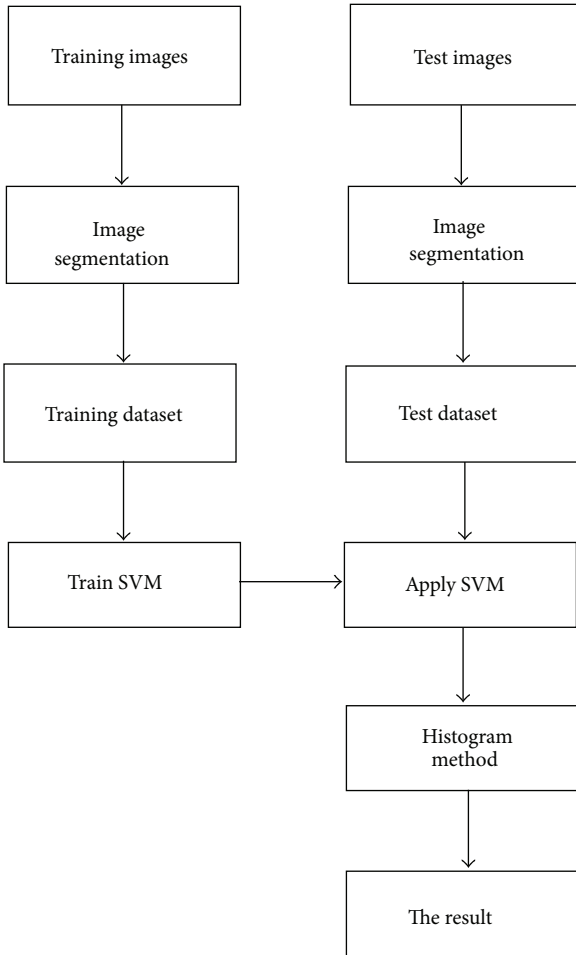 Training images
Test images
Image
segmentation
Image
segmentation
Training dataset
Test dataset
Train SVM
Apply SVM
Histogram
method
The result